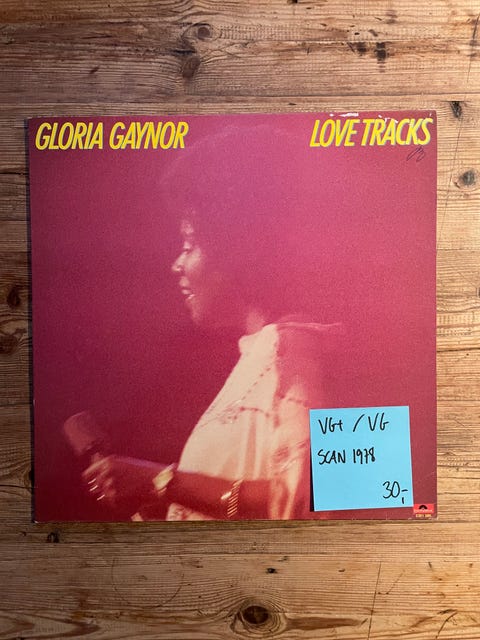 GLORIA GAYNOR
LOVE TRACKS
VG+ / VG
SCAN 1978
30,-